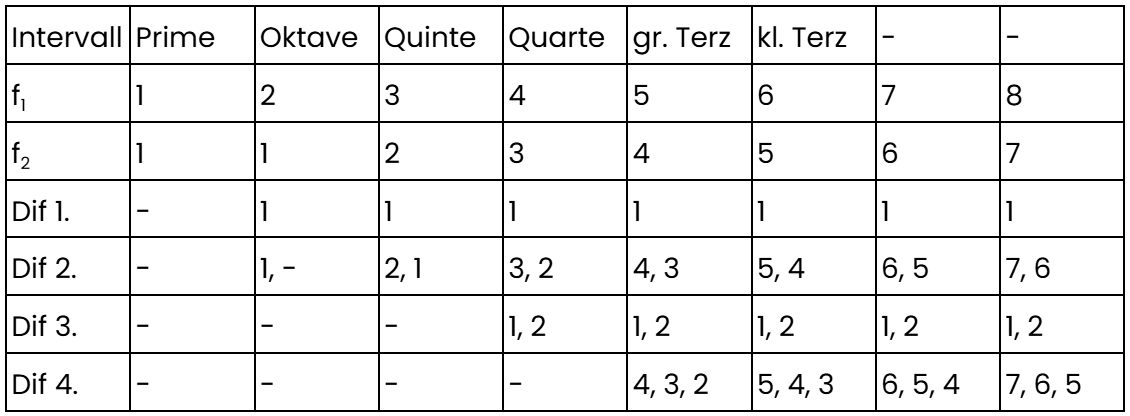 Intervall Prime Oktave Quinte Quarte gr. Terz kl. Terz - -
f₁ 1 2 3 4 5 6 7 8
f₂ 1 1 2 3 4 5 6 7
Dif 1. - 1 1 1 1 1 1 1
Dif 2. - 1, - 2, 1 3, 2 4, 3 5, 4 6, 5 7, 6
Dif 3. - - - 1, 2 1, 2 1, 2 1, 2 1, 2
Dif 4. - - - - 4, 3, 2 5, 4, 3 6, 5, 4 7, 6, 5